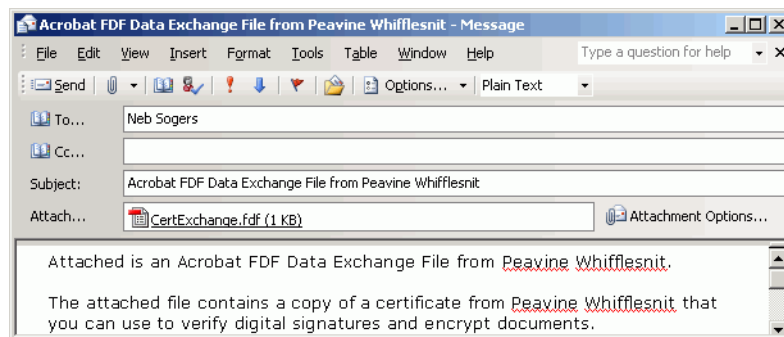 Acrobat FDF Data Exchange File from Peavine Whifflesnit - Message
File Edit View Insert Format Tools Table Window Help Type a question for help
Send Options... Plain Text
To... Neb Sogers
Cc...
Subject: Acrobat FDF Data Exchange File from Peavine Whifflesnit
Attach... CertExchange.fdf (1 KB) Attachment Options...
Attached is an Acrobat FDF Data Exchange File from Peavine Whifflesnit.
The attached file contains a copy of a certificate from Peavine Whifflesnit that
you can use to verify digital signatures and encrypt documents.